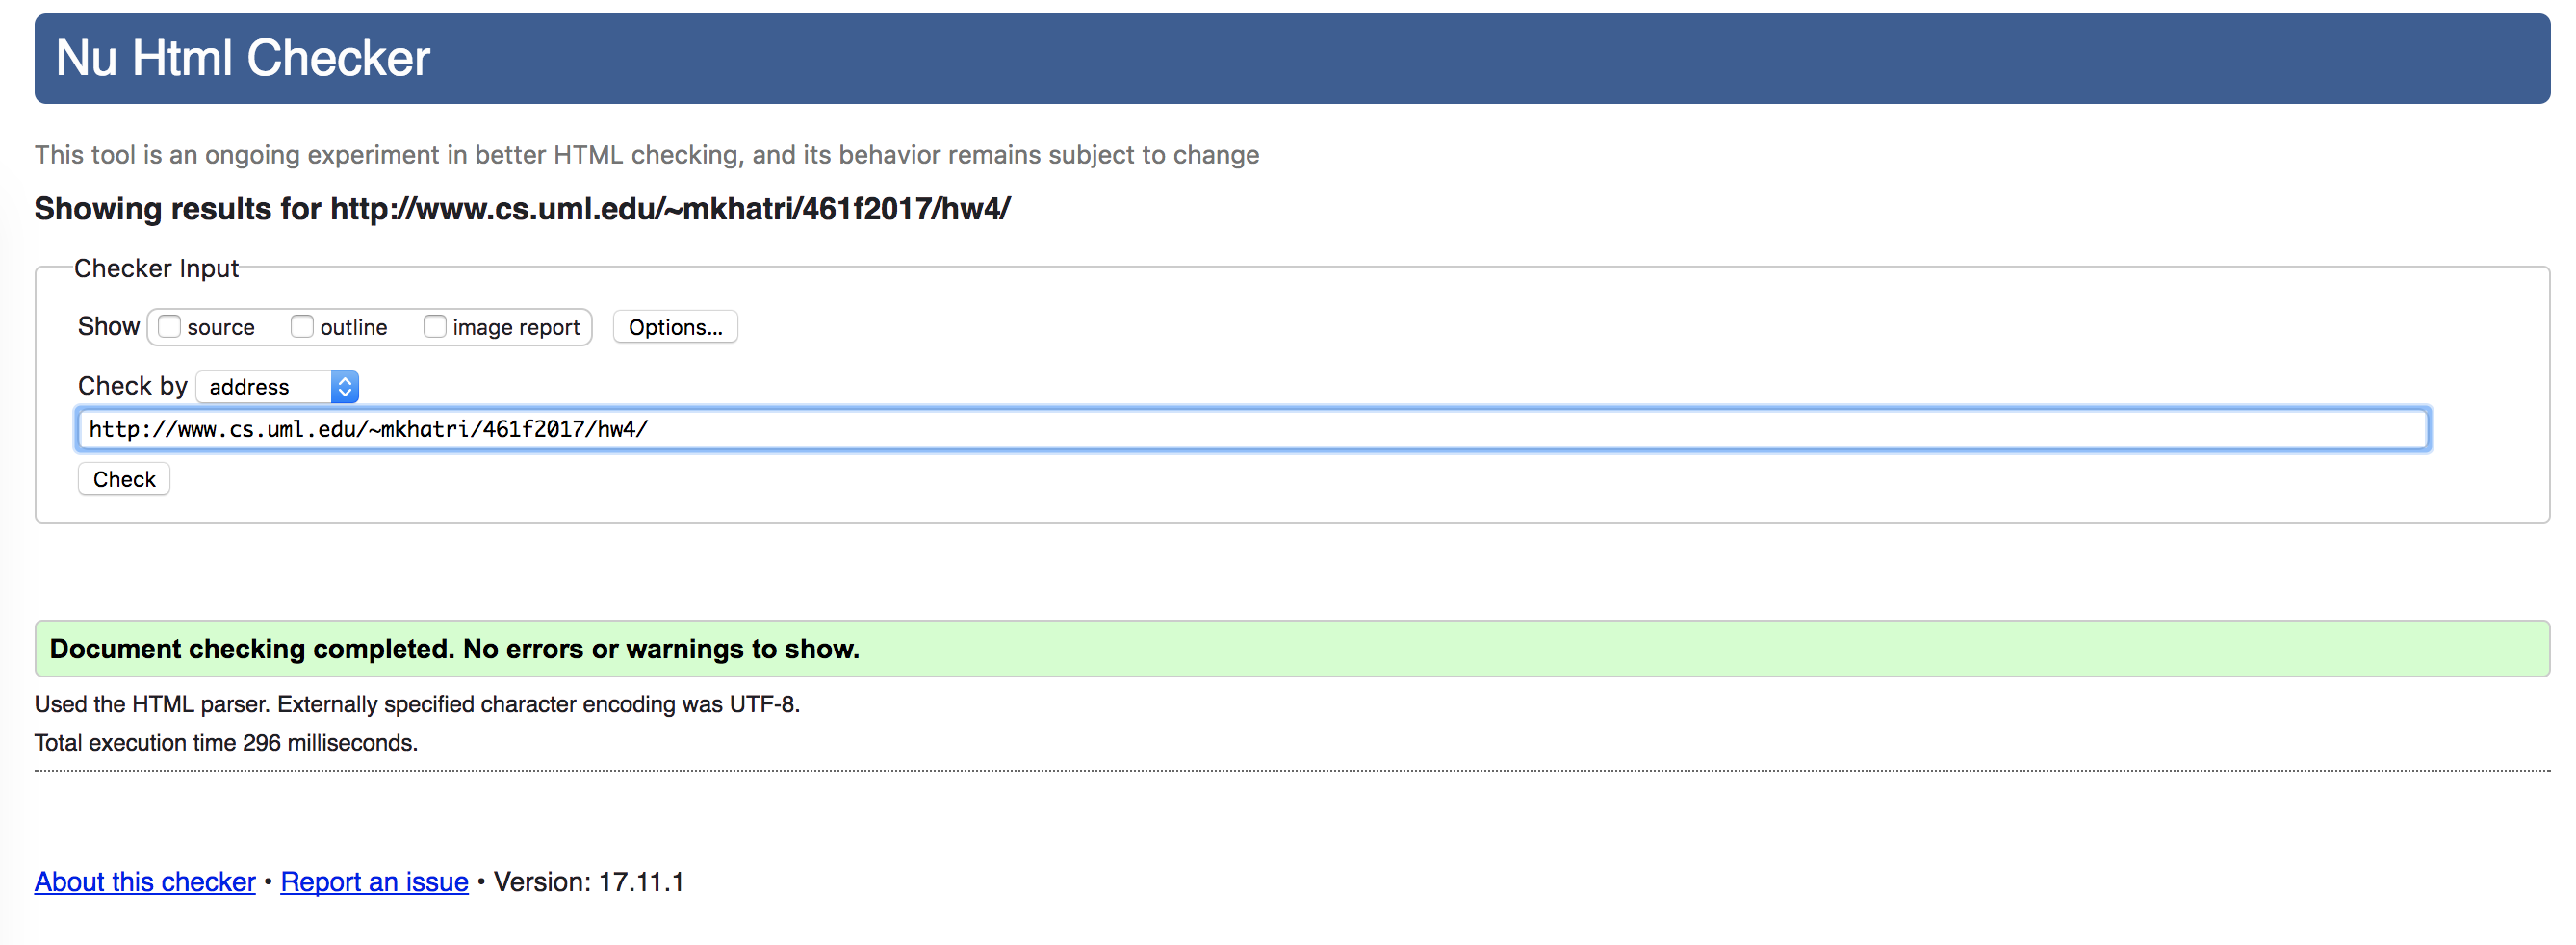 Nu Html Checker
This tool is an ongoing experiment in better HTML checking, and its behavior remains subject to change
Showing results for http://www.cs.uml.edu/~mkhatri/461f2017/hw4/
Checker Input
Show source outline image report Options...
Check by address
http://www.cs.uml.edu/~mkhatri/461f2017/hw4/
Check
Document checking completed. No errors or warnings to show.
Used the HTML parser. Externally specified character encoding was UTF-8.
Total execution time 296 milliseconds.
About this checker • Report an issue • Version: 17.11.1